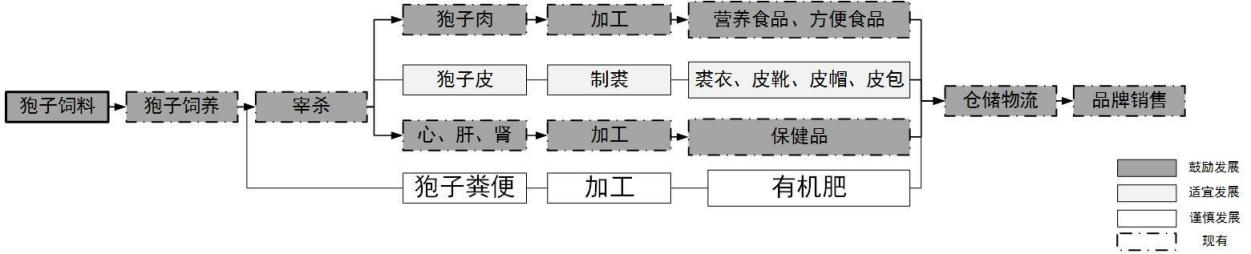 狍子肉
加工
营养食品、方便食品
狍子皮
制裘
裘衣、皮靴、皮帽、皮包
狍子饲料
狍子饲养
宰杀
仓储物流
品牌销售
心、肝、肾
加工
保健品
狍子粪便
加工
有机肥
鼓励发展
适宜发展
谨慎发展
现有